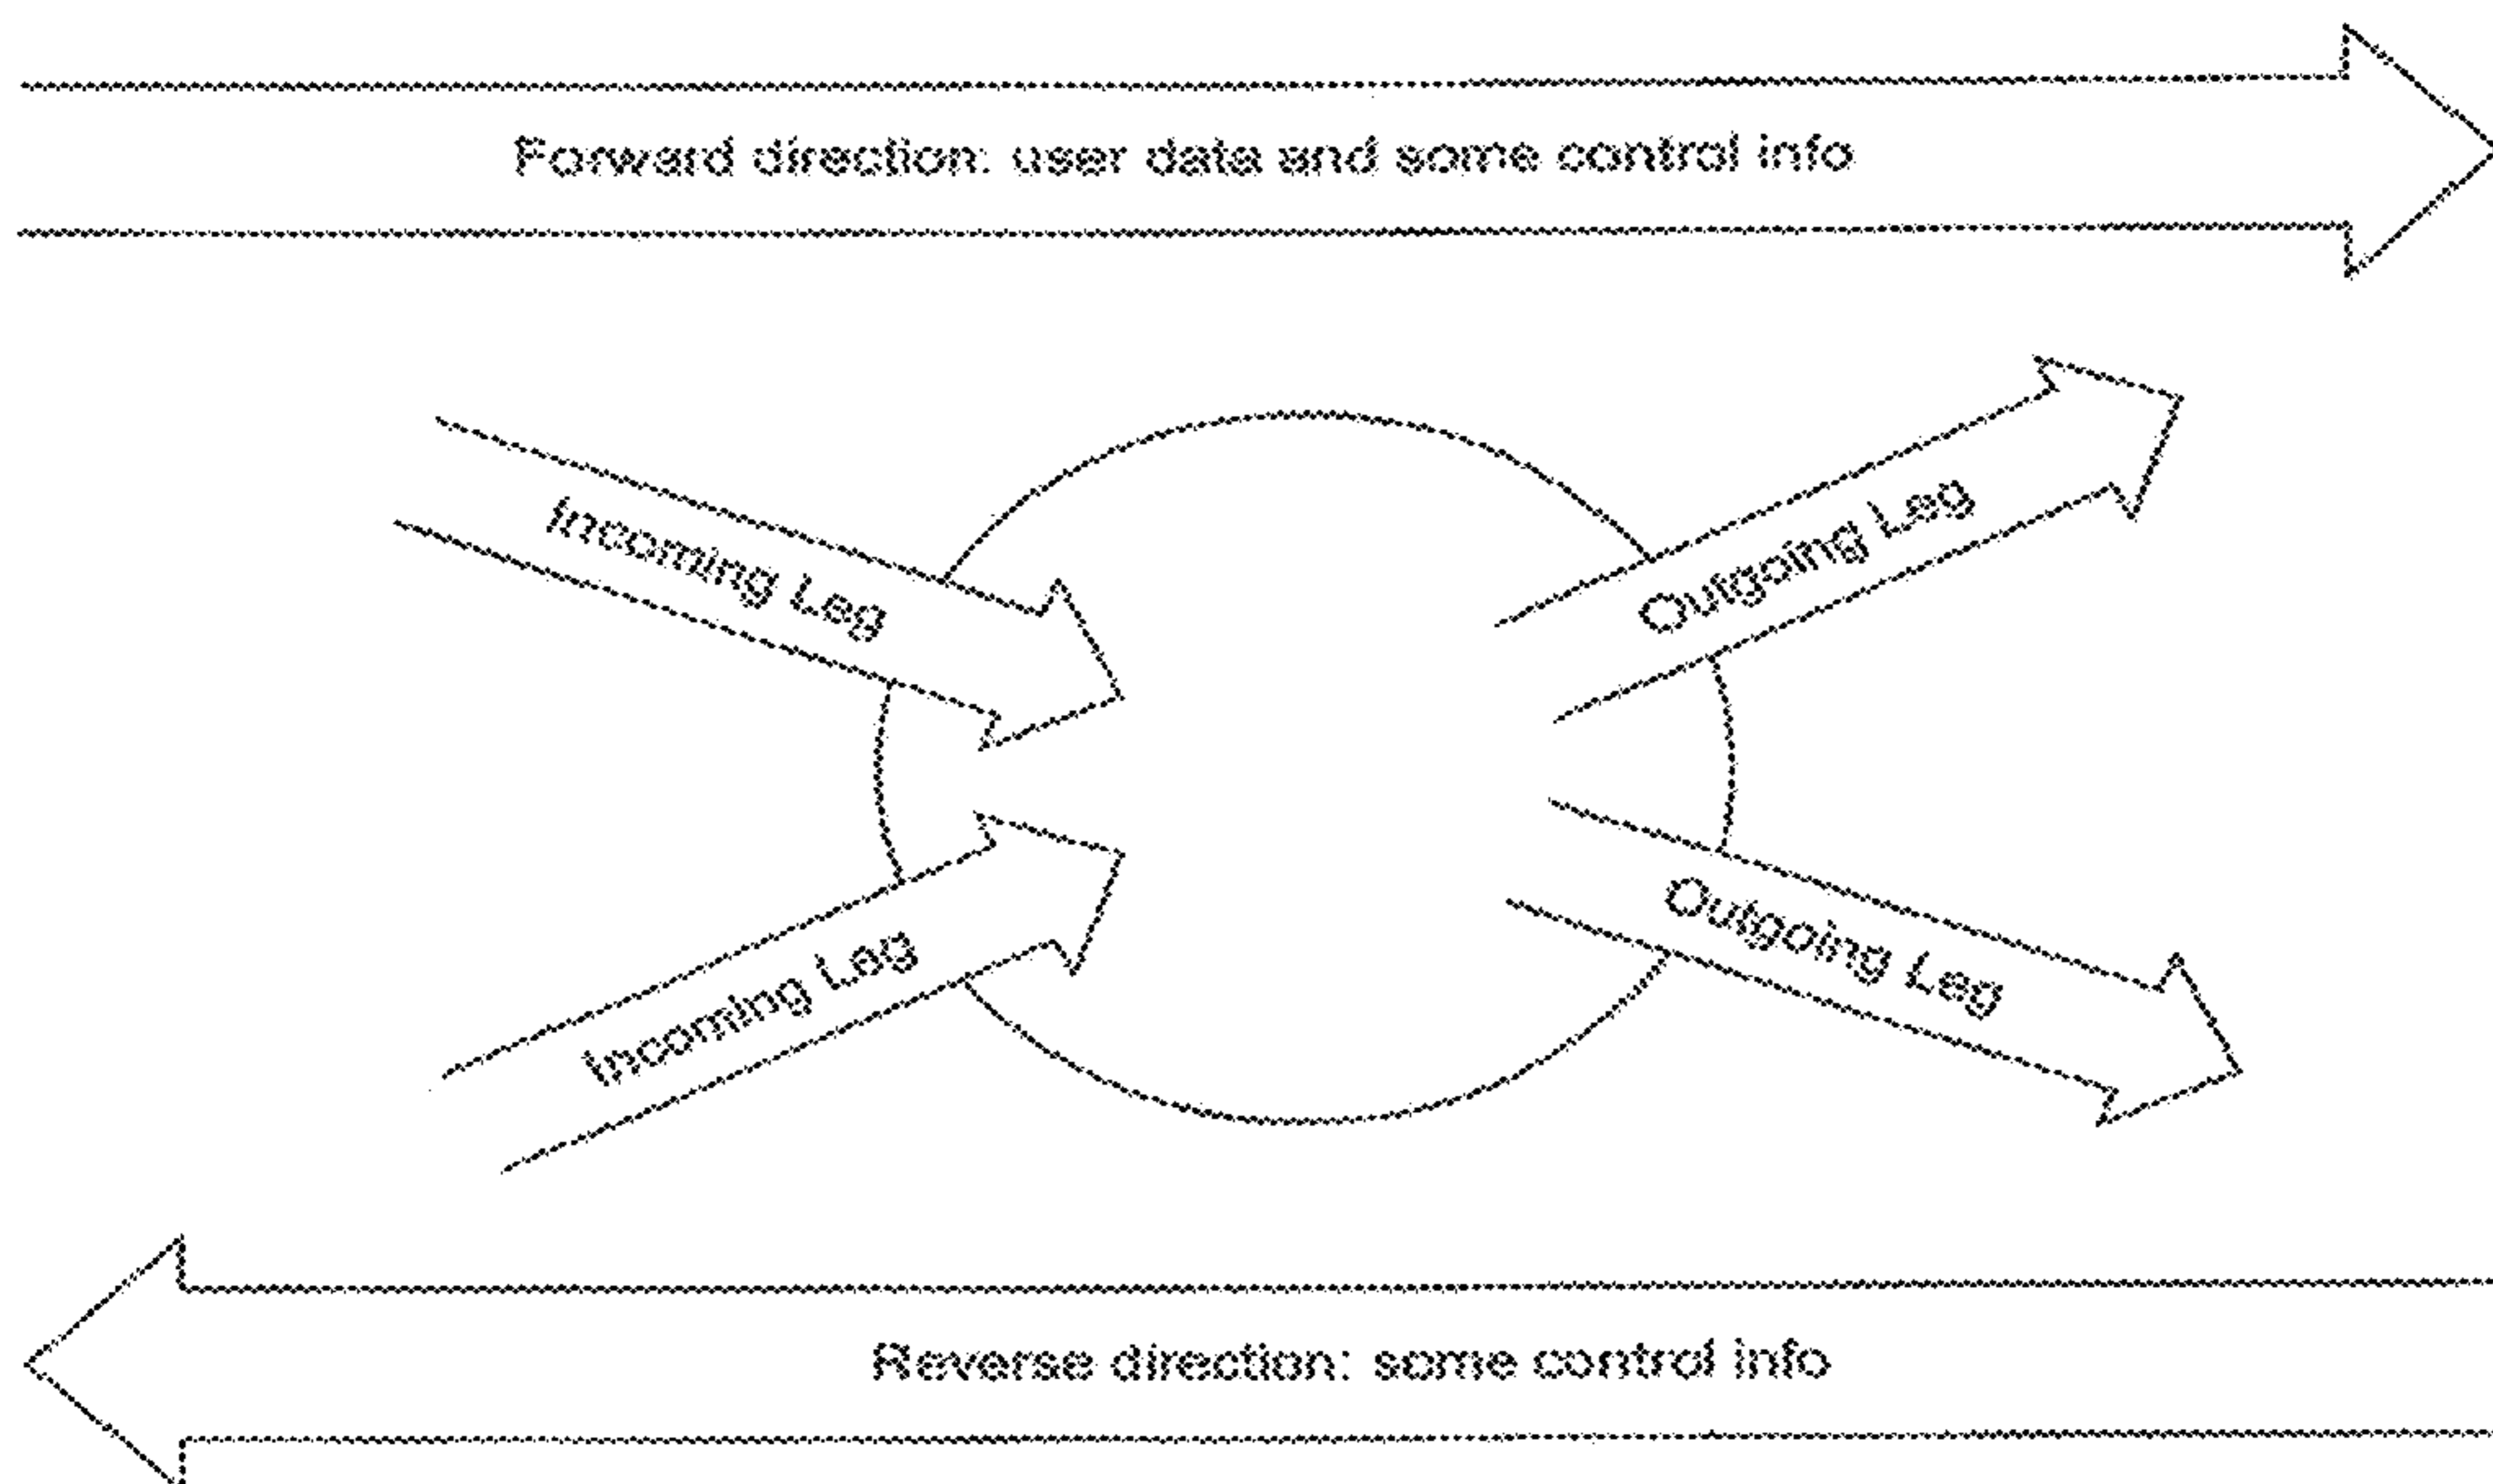 Forward direction: user data and some control info
Incoming Leg
Outgoing Leg
Incoming Leg
Outgoing Leg
Reverse direction: some control info